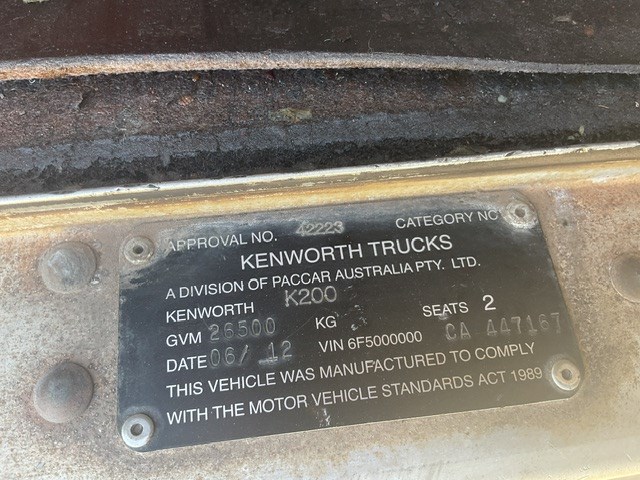 APPROVAL NO. 42223 CATEGORY NC
KENWORTH TRUCKS
A DIVISION OF PACCAR AUSTRALIA PTY. LTD.
KENWORTH K200
GVM 26500 KG SEATS 2
DATE 06/ 12 VIN 6F5000000 CA 447167
THIS VEHICLE WAS MANUFACTURED TO COMPLY
WITH THE MOTOR VEHICLE STANDARDS ACT 1989